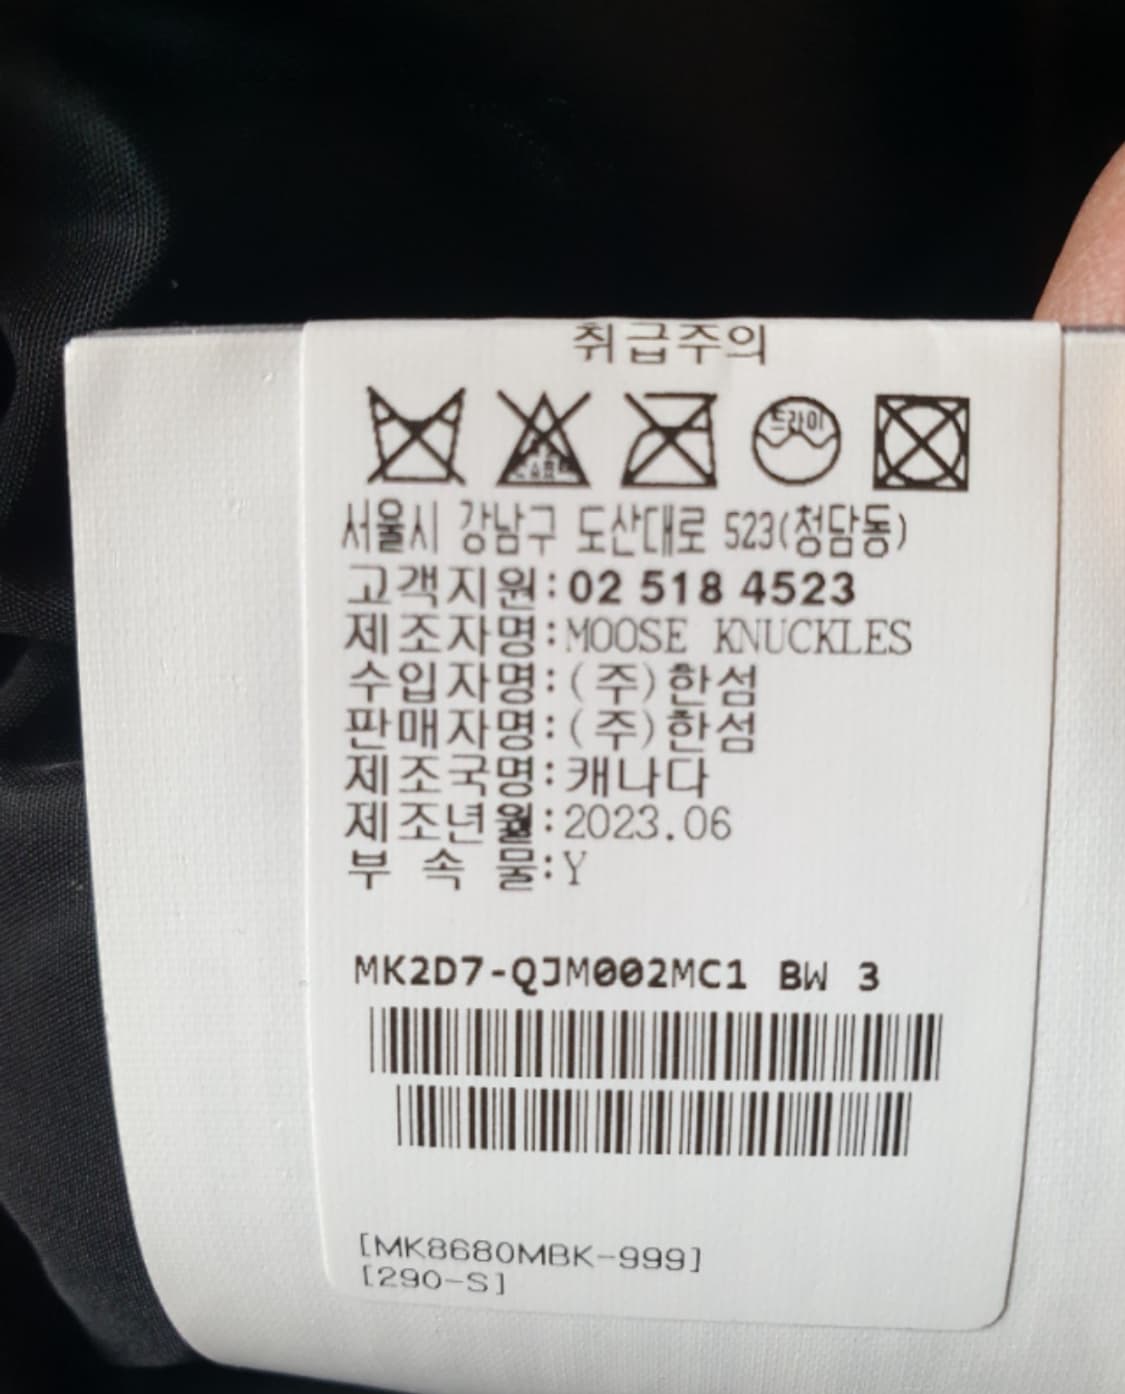 취급주의
드라이
서울시 강남구 도산대로 523(청담동)
고객지원:02 518 4523
제조자명:MOOSE KNUCKLES
수입자명:(주)한섬
판매자명:(주)한섬
제조국명:캐나다
제조년월:2023.06
부 속 물:Y
MK2D7-QJM002MC1 BW 3
[MK8680MBK-999]
[290-S]